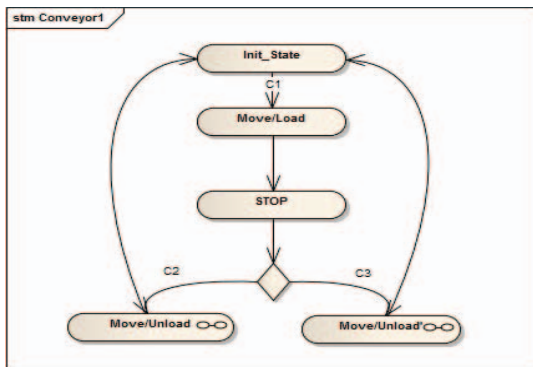 stm Conveyor1
Init_State
C1
Move/Load
STOP
C2
C3
Move/Unload
Move/Unload'